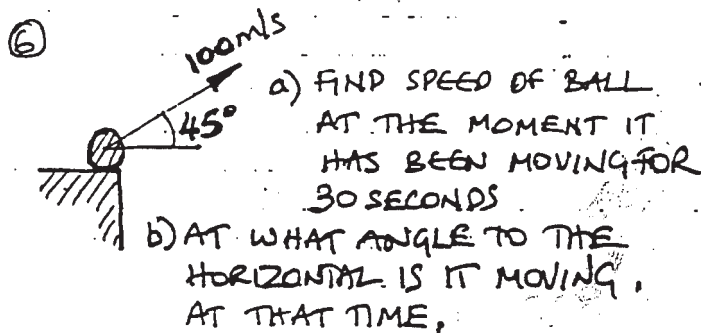 ⑥
100m/s
45°
a) FIND SPEED OF BALL
AT THE MOMENT IT
HAS BEEN MOVING FOR
30 SECONDS
b) AT WHAT ANGLE TO THE
HORIZONTAL IS IT MOVING,
AT THAT TIME,